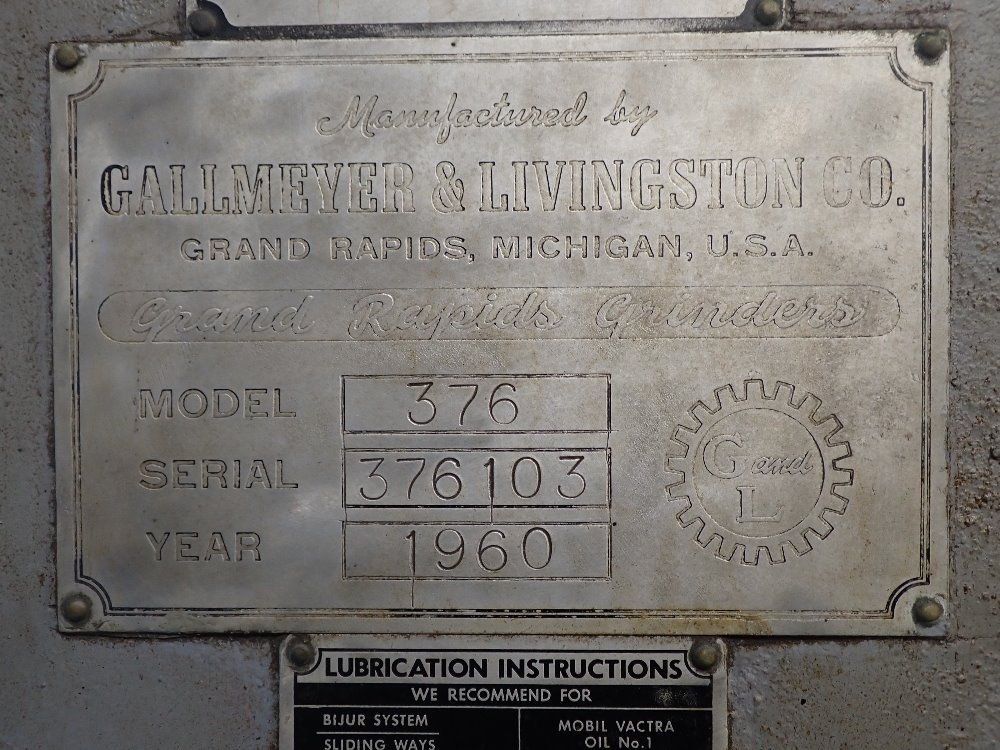 Manufactured by
GALLMEYER & LIVINGSTON CO.
GRAND RAPIDS, MICHIGAN, U.S.A.
Grand Rapids Grinders
MODEL 376
SERIAL 376103
YEAR 1960
G and L
LUBRICATION INSTRUCTIONS
WE RECOMMEND FOR
BIJUR SYSTEM
SLIDING WAYS
MOBIL VACTRA
OIL No.1